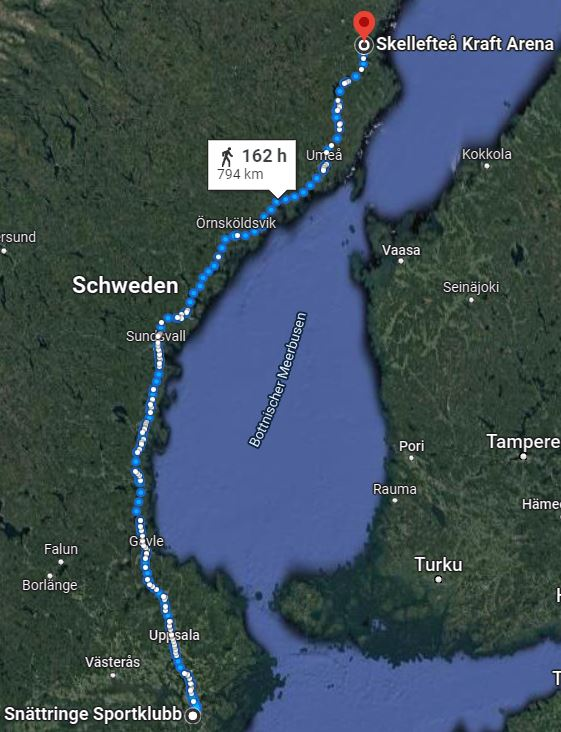 Skellefteå Kraft Arena
162 h
794 km
Umeå
Kokkola
Örnsköldsvik
ersund
Vaasa
Schweden
Seinäjoki
Sundsvall
Bottnischer Meerbusen
Pori
Tampere
Rauma
Häme
Gävle
Falun
Turku
Borlänge
H
Uppsala
Västerås
T
Snättringe Sportklubb